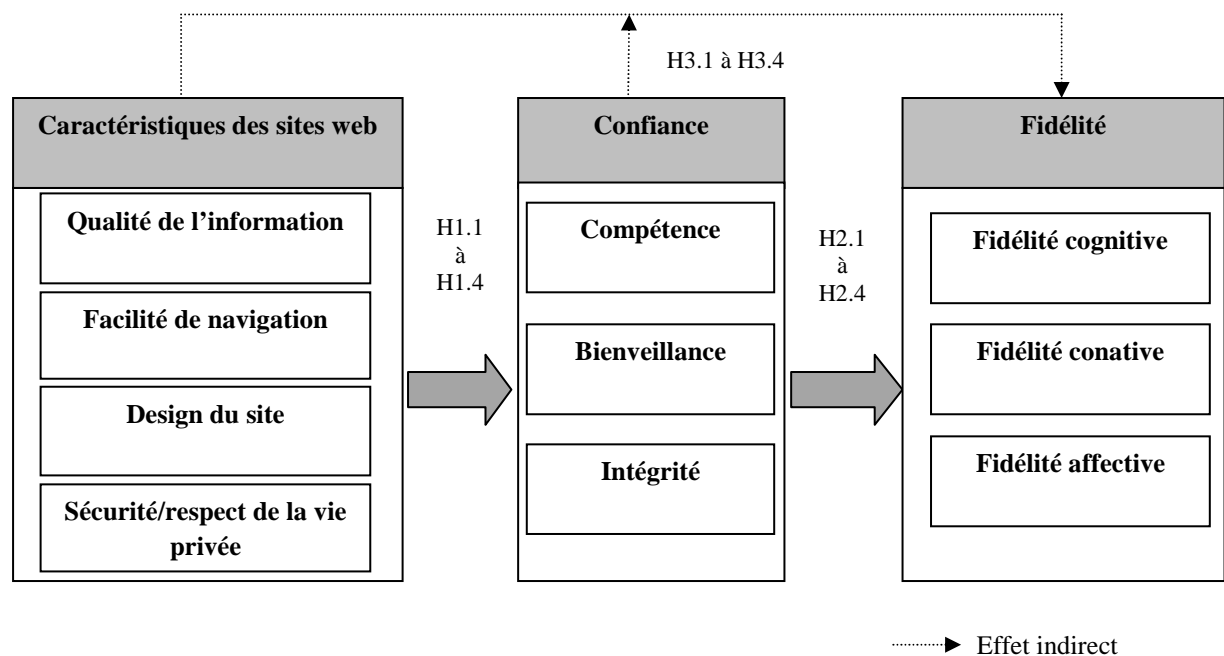 H3.1 à H3.4
Caractéristiques des sites web
Qualité de l’information
Facilité de navigation
Design du site
Sécurité/respect de la vie
privée
H1.1
à
H1.4
Confiance
Compétence
Bienveillance
Intégrité
H2.1
à
H2.4
Fidélité
Fidélité cognitive
Fidélité conative
Fidélité affective
Effet indirect